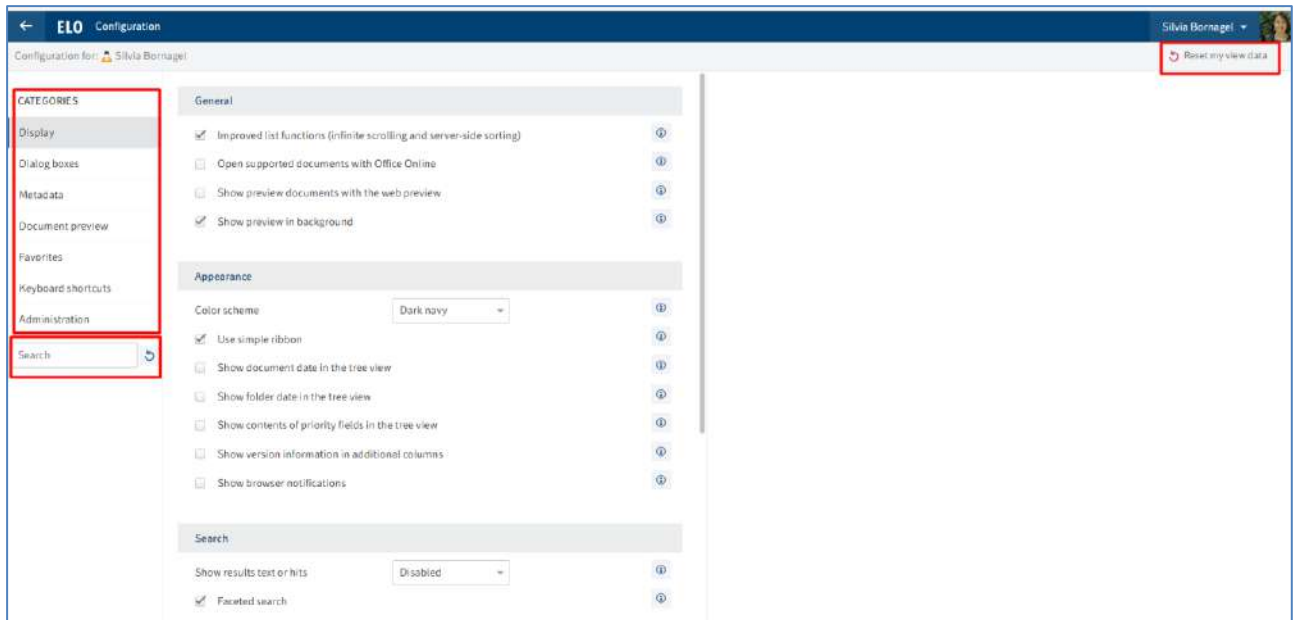 ELO Configuration
Silvia Bornagel
Configuration for: Silvia Bornagel
Reset my view data
CATEGORIES
Display
Dialog boxes
Metadata
Document preview
Favorites
Keyboard shortcuts
Administration
Search
General
Improved list functions (infinite scrolling and server-side sorting)
Open supported documents with Office Online
Show preview documents with the web preview
Show preview in background
Appearance
Color scheme Dark navy
Use simple ribbon
Show document date in the tree view
Show folder date in the tree view
Show contents of priority fields in the tree view
Show version information in additional columns
Show browser notifications
Search
Show results text or hits Disabled
Faceted search